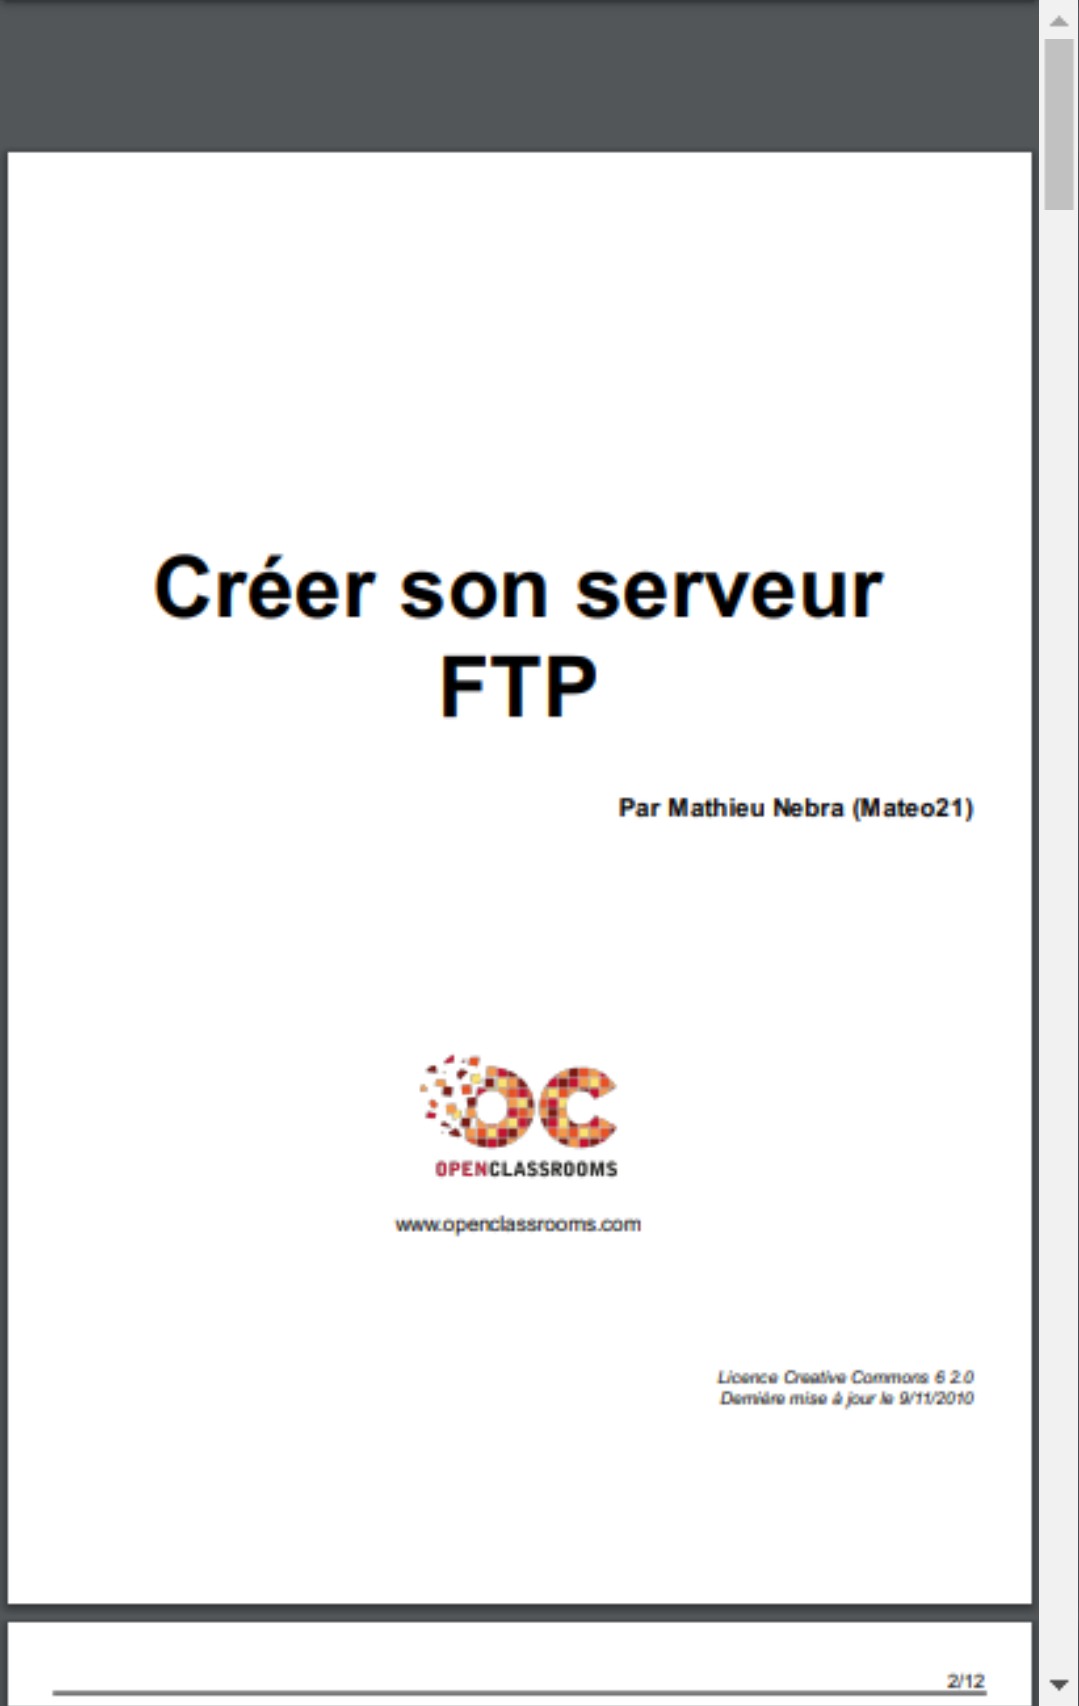 Créer son serveur
FTP
Par Mathieu Nebra (Mateo21)
OC
OPENCLASSROOMS
www.openclassrooms.com
Licence Creative Commons 6 2.0
Dernière mise à jour le 9/11/2010
2/12